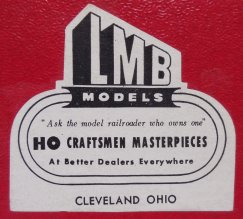 LMB
MODELS
"Ask the model railroader who owns one"
HO CRAFTSMEN MASTERPIECES
At Better Dealers Everywhere
CLEVELAND OHIO